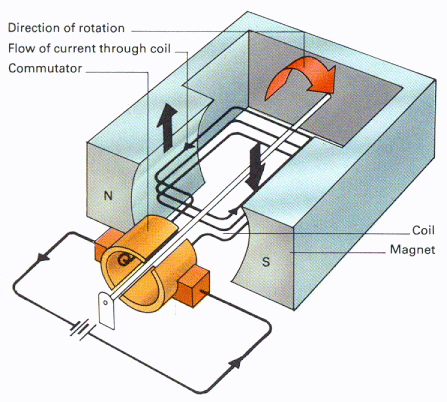 Direction of rotation
Flow of current through coil
Commutator
N
S
Coil
Magnet